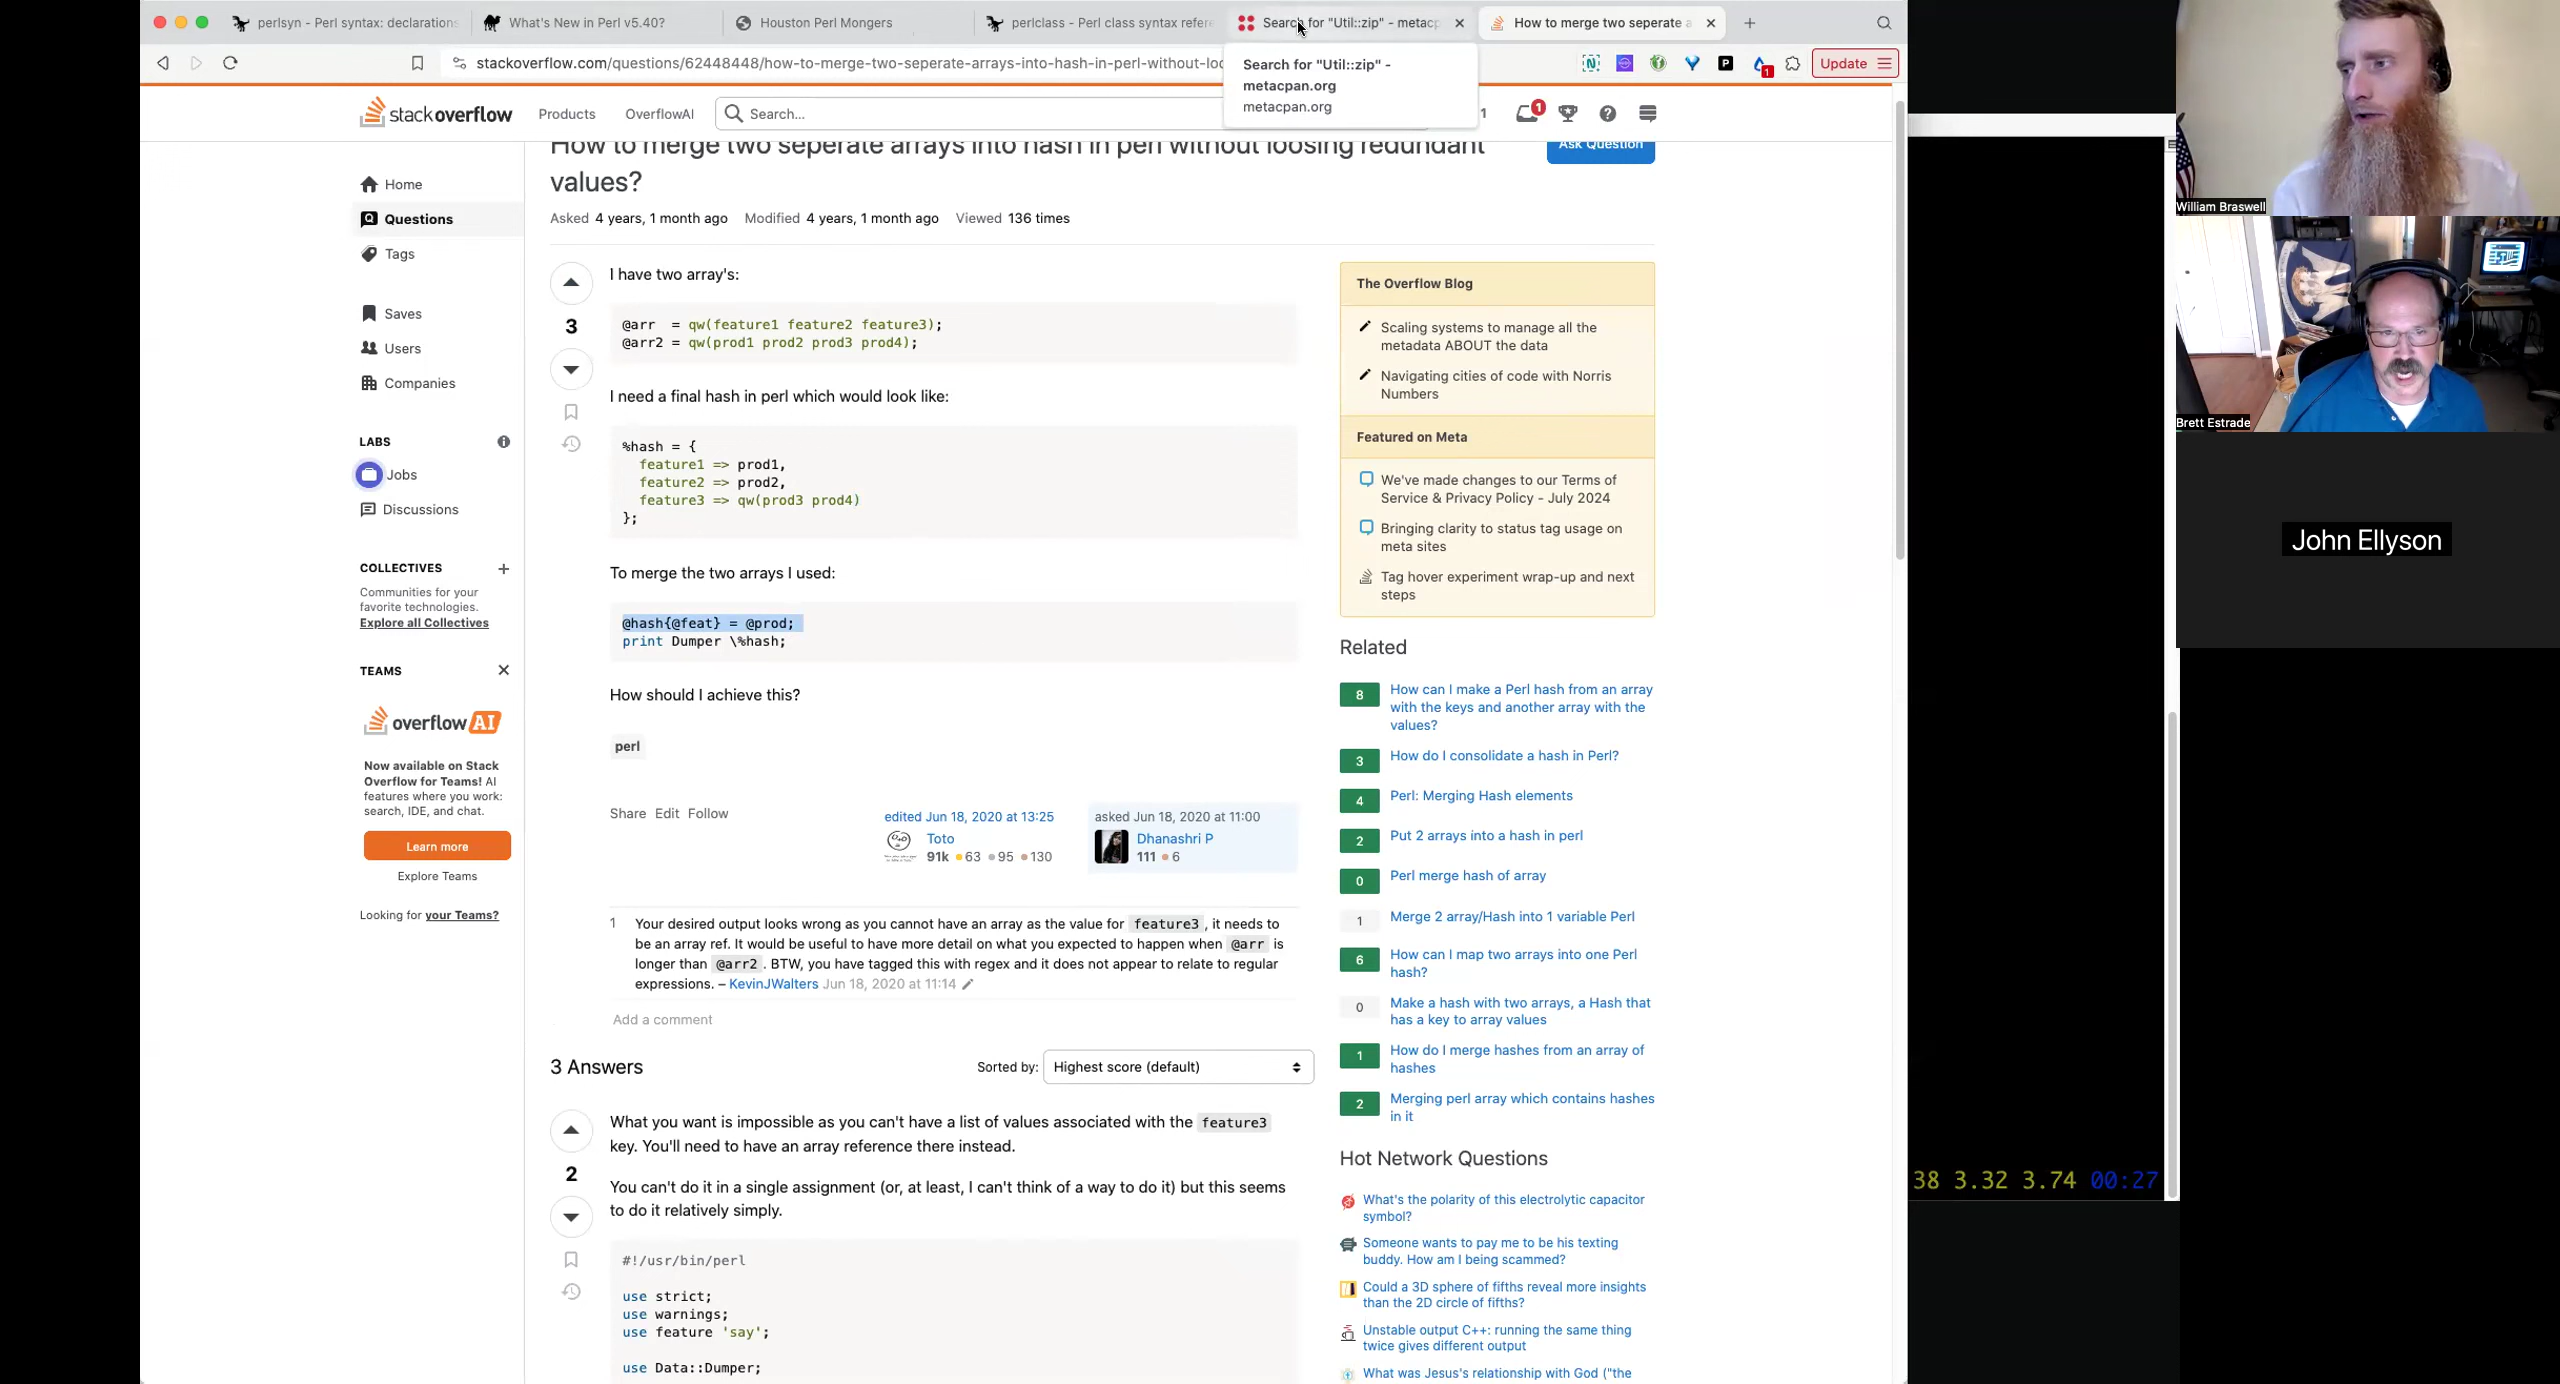 perlsyn - Perl syntax: declarations
What's New in Perl v5.40?
Houston Perl Mongers
perlclass - Perl class syntax refere
Search for "Util::zip" - metacp
How to merge two seperate a
stackoverflow.com/questions/62448448/how-to-merge-two-seperate-arrays-into-hash-in-perl-without-loo
Update
Search for "Util::zip" -
metacpan.org
metacpan.org
stackoverflow
Products
OverflowAI
Search...
1
1
How to merge two seperate arrays into hash in perl without loosing redundant
values?
Ask Question
Asked 4 years, 1 month ago Modified 4 years, 1 month ago Viewed 136 times
Home
Questions
Tags
Saves
Users
Companies
LABS
Jobs
Discussions
COLLECTIVES
Communities for your
favorite technologies.
Explore all Collectives
TEAMS
overflow AI
Now available on Stack
Overflow for Teams! AI
features where you work:
search, IDE, and chat.
Learn more
Explore Teams
Looking for your Teams?
3
I have two array's:
@arr  = qw(feature1 feature2 feature3);
@arr2 = qw(prod1 prod2 prod3 prod4);
I need a final hash in perl which would look like:
%hash = {
feature1 => prod1,
feature2 => prod2,
feature3 => qw(prod3 prod4)
};
To merge the two arrays I used:
@hash{@feat} = @prod;
print Dumper \%hash;
How should I achieve this?
perl
Share Edit Follow
edited Jun 18, 2020 at 13:25
Toto
91k 63 95 130
asked Jun 18, 2020 at 11:00
Dhanashri P
111 6
1 Your desired output looks wrong as you cannot have an array as the value for feature3 , it needs to
be an array ref. It would be useful to have more detail on what you expected to happen when @arr is
longer than @arr2 . BTW, you have tagged this with regex and it does not appear to relate to regular
expressions. – KevinJWalters Jun 18, 2020 at 11:14
Add a comment
3 Answers
Sorted by: Highest score (default)
2
What you want is impossible as you can't have a list of values associated with the feature3
key. You'll need to have an array reference there instead.
You can't do it in a single assignment (or, at least, I can't think of a way to do it) but this seems
to do it relatively simply.
#!/usr/bin/perl
use strict;
use warnings;
use feature 'say';
use Data::Dumper;
The Overflow Blog
Scaling systems to manage all the
metadata ABOUT the data
Navigating cities of code with Norris
Numbers
Featured on Meta
We've made changes to our Terms of
Service & Privacy Policy - July 2024
Bringing clarity to status tag usage on
meta sites
Tag hover experiment wrap-up and next
steps
Related
8 How can I make a Perl hash from an array
with the keys and another array with the
values?
3 How do I consolidate a hash in Perl?
4 Perl: Merging Hash elements
2 Put 2 arrays into a hash in perl
0 Perl merge hash of array
1 Merge 2 array/Hash into 1 variable Perl
6 How can I map two arrays into one Perl
hash?
0 Make a hash with two arrays, a Hash that
has a key to array values
1 How do I merge hashes from an array of
hashes
2 Merging perl array which contains hashes
in it
Hot Network Questions
What's the polarity of this electrolytic capacitor
symbol?
Someone wants to pay me to be his texting
buddy. How am I being scammed?
Could a 3D sphere of fifths reveal more insights
than the 2D circle of fifths?
Unstable output C++: running the same thing
twice gives different output
What was Jesus's relationship with God ("the
William Braswell
Brett Estrade
John Ellyson
38 3.32 3.74 00:27